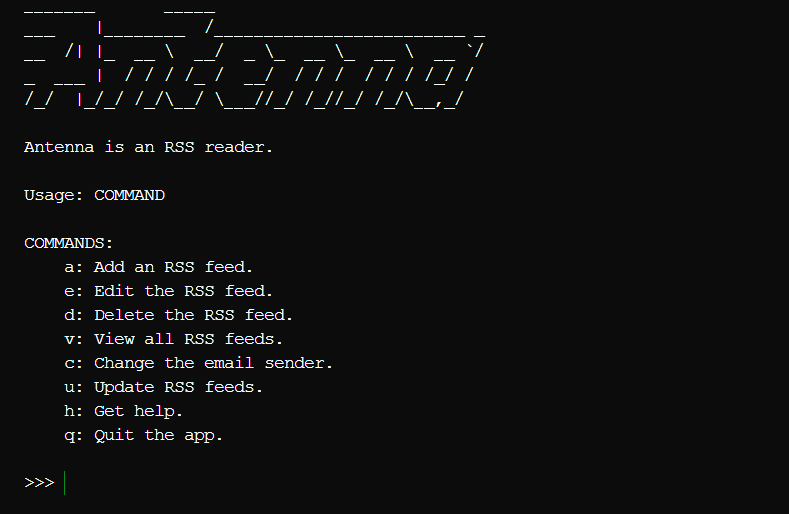 Antenna
Antenna is an RSS reader.
Usage: COMMAND
COMMANDS:
a: Add an RSS feed.
e: Edit the RSS feed.
d: Delete the RSS feed.
v: View all RSS feeds.
c: Change the email sender.
u: Update RSS feeds.
h: Get help.
q: Quit the app.
>>>